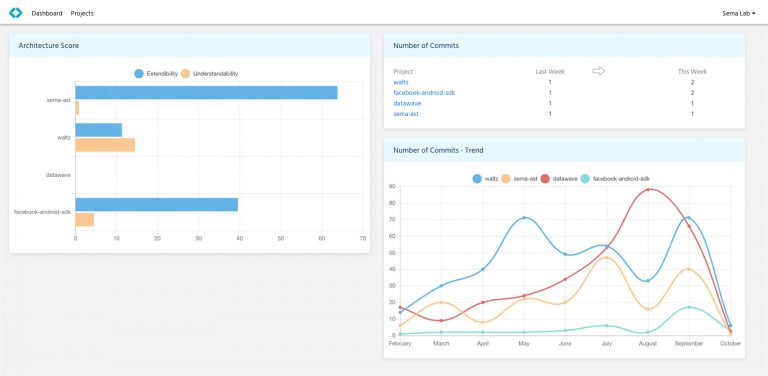 Dashboard Projects Sema Lab
Architecture Score
Extendibility Understandability
sema-ast
waltz
datawave
facebook-android-sdk
0 10 20 30 40 50 60 70
Number of Commits
Project Last Week This Week
waltz 1 2
facebook-android-sdk 1 2
datawave 1 1
sema-ast 1 1
Number of Commits - Trend
waltz sema-ast datawave facebook-android-sdk
90
80
70
60
50
40
30
20
10
0
February March April May June July August September October